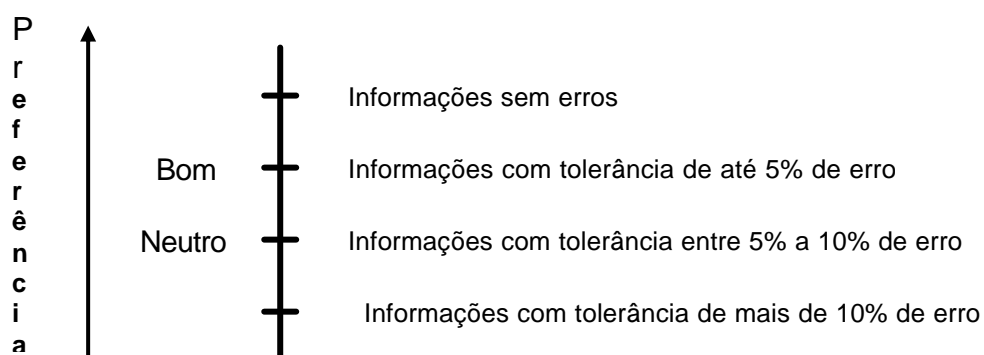 Preferência
Informações sem erros
Bom Informações com tolerância de até 5% de erro
Neutro Informações com tolerância entre 5% a 10% de erro
Informações com tolerância de mais de 10% de erro